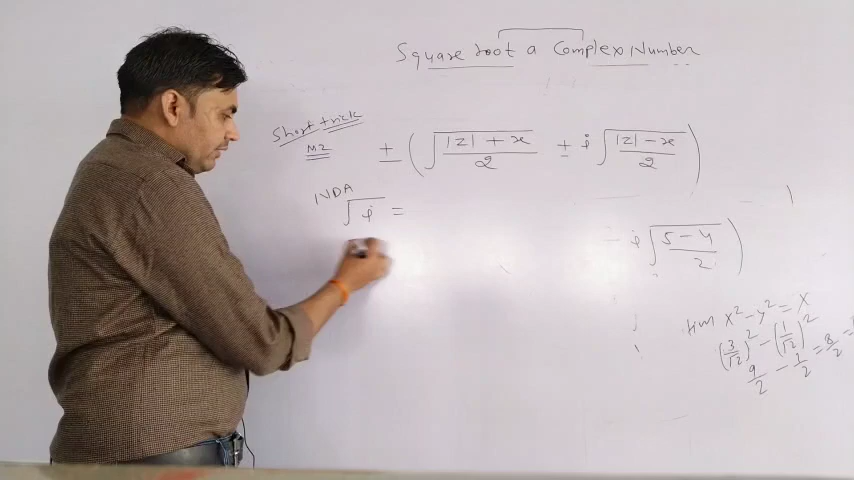 Square root a Complex Number
Short trick
M2
± ( √(|z| + x)/2 ± i √(|z| - x)/2 )
NDA
√i =
)
- i √(5 - 4)/2 )
x² - y² = x
(3/√2)² - (1/√2)²
9/2 - 1/2 = 8/2 =